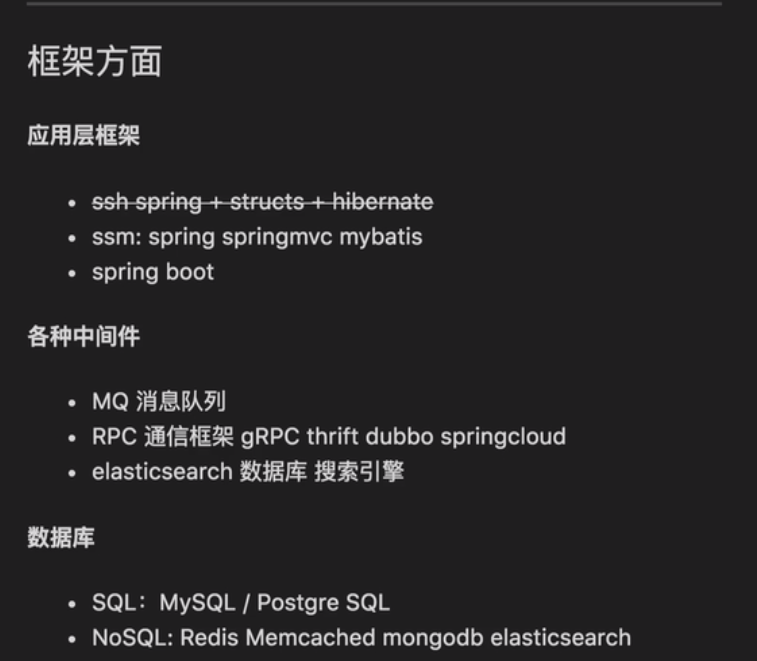 框架方面
应用层框架
ssh spring + structs + hibernate
ssm: spring springmvc mybatis
spring boot
各种中间件
MQ 消息队列
RPC 通信框架 gRPC thrift dubbo springcloud
elasticsearch 数据库 搜索引擎
数据库
SQL：MySQL / Postgre SQL
NoSQL: Redis Memcached mongodb elasticsearch